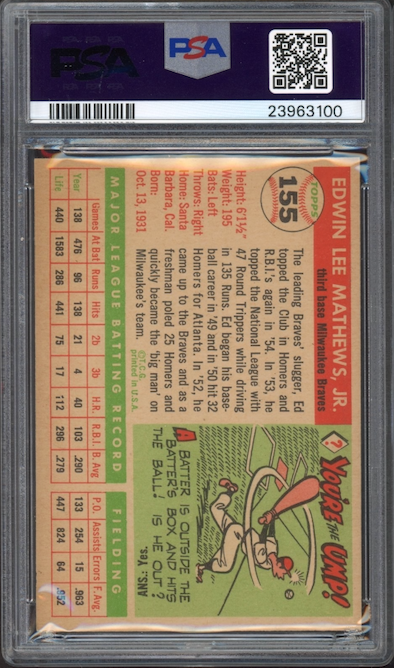 PSA
PSA
23963100
TOPPS
155
EDWIN LEE MATHEWS, JR.
third base Milwaukee Braves
Height: 6'1½"
Weight: 195
Bats: Left
Throws: Right
Home: Santa
Barbara, Cal.
Born:
Oct. 13, 1931
The leading Braves' slugger, Ed
topped the Club in Homers and
R.B.I.'s again in '54. In '53, he
topped the National League with
47 Round Trippers while driving
in 135 Runs. Ed began his base-
ball career in '49 and in '50 hit 32
Homers for Atlanta. In '52, he
came up to the Braves and as a
freshman poled 25 Homers and
quickly became the 'big man' on
Milwaukee's team.
©T.C.G.
printed in U.S.A.
? YOU'RE THE UMP!
A BATTER IS OUTSIDE THE
BATTER'S BOX AND HITS
THE BALL! IS HE OUT?
ANS: Yes.
MAJOR LEAGUE BATTING RECORD
Games At Bat Runs Hits 2b 3b H.R. R.B.I. B. Avg
Year 138 476 96 138 21 4 40 103 .290
Life 440 1583 286 441 75 17 112 296 .279
FIELDING
P.O. Assists Errors F. Avg.
133 254 15 .963
447 824 64 .952